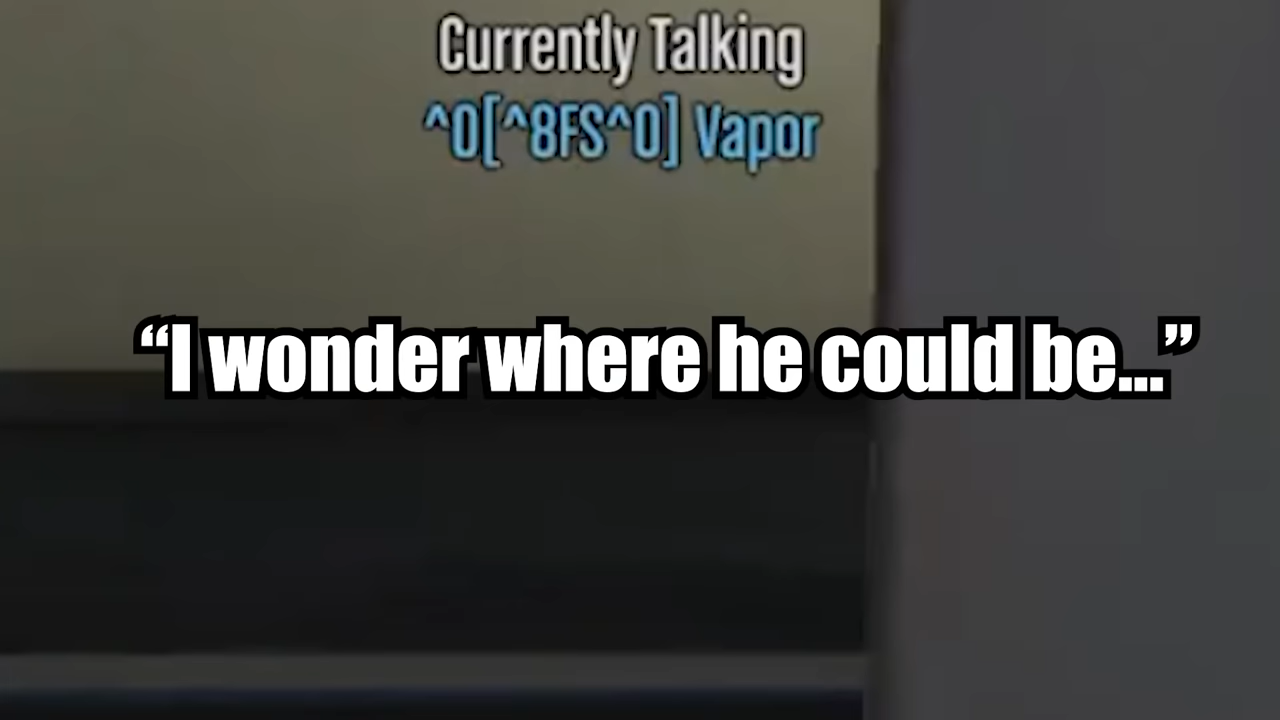 Currently Talking
^0[^8FS^0] Vapor
“I wonder where he could be...”